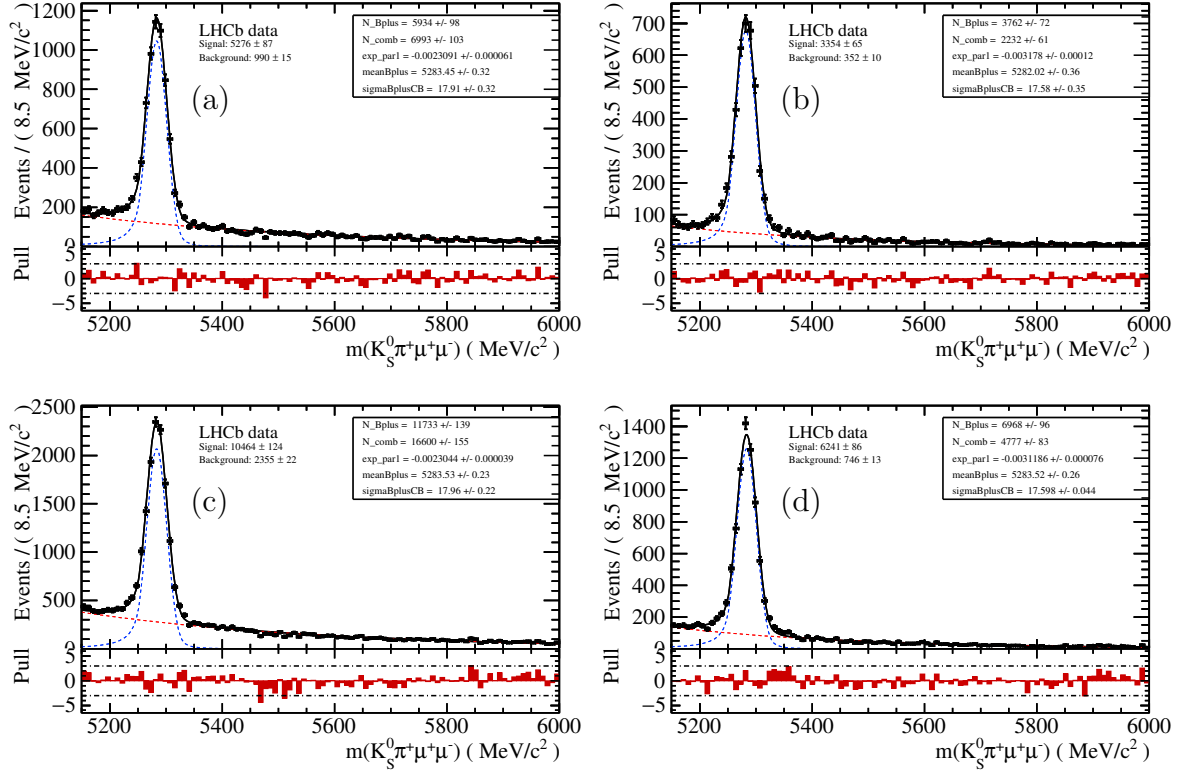 Events / ( 8.5 MeV/c²)
1200
1000
800
600
400
200
LHCb data
Signal: 5276 ± 87
Background: 990 ± 15
(a)
N_Bplus = 5934 +/- 98
N_comb = 6993 +/- 103
exp_par1 = -0.0023091 +/- 0.000061
meanBplus = 5283.45 +/- 0.32
sigmaBplusCB = 17.91 +/- 0.32
Pull
5
0
−5
5200 5400 5600 5800 6000
m(K⁰Sπ⁺μ⁺μ⁻) ( MeV/c²)
Events / ( 8.5 MeV/c²)
700
600
500
400
300
200
100
LHCb data
Signal: 3354 ± 65
Background: 352 ± 10
(b)
N_Bplus = 3762 +/- 72
N_comb = 2232 +/- 61
exp_par1 = -0.003178 +/- 0.00012
meanBplus = 5282.02 +/- 0.36
sigmaBplusCB = 17.58 +/- 0.35
Pull
5
0
−5
5200 5400 5600 5800 6000
m(K⁰Sπ⁺μ⁺μ⁻) ( MeV/c²)
Events / ( 8.5 MeV/c²)
2500
2000
1500
1000
500
LHCb data
Signal: 10464 ± 124
Background: 2355 ± 22
(c)
N_Bplus = 11733 +/- 139
N_comb = 16600 +/- 155
exp_par1 = -0.0023044 +/- 0.000039
meanBplus = 5283.53 +/- 0.23
sigmaBplusCB = 17.96 +/- 0.22
Pull
5
0
−5
5200 5400 5600 5800 6000
m(K⁰Sπ⁺μ⁺μ⁻) ( MeV/c²)
Events / ( 8.5 MeV/c²)
1400
1200
1000
800
600
400
200
LHCb data
Signal: 6241 ± 86
Background: 746 ± 13
(d)
N_Bplus = 6968 +/- 96
N_comb = 4777 +/- 83
exp_par1 = -0.0031186 +/- 0.000076
meanBplus = 5283.52 +/- 0.26
sigmaBplusCB = 17.598 +/- 0.044
Pull
5
0
−5
5200 5400 5600 5800 6000
m(K⁰Sπ⁺μ⁺μ⁻) ( MeV/c²)